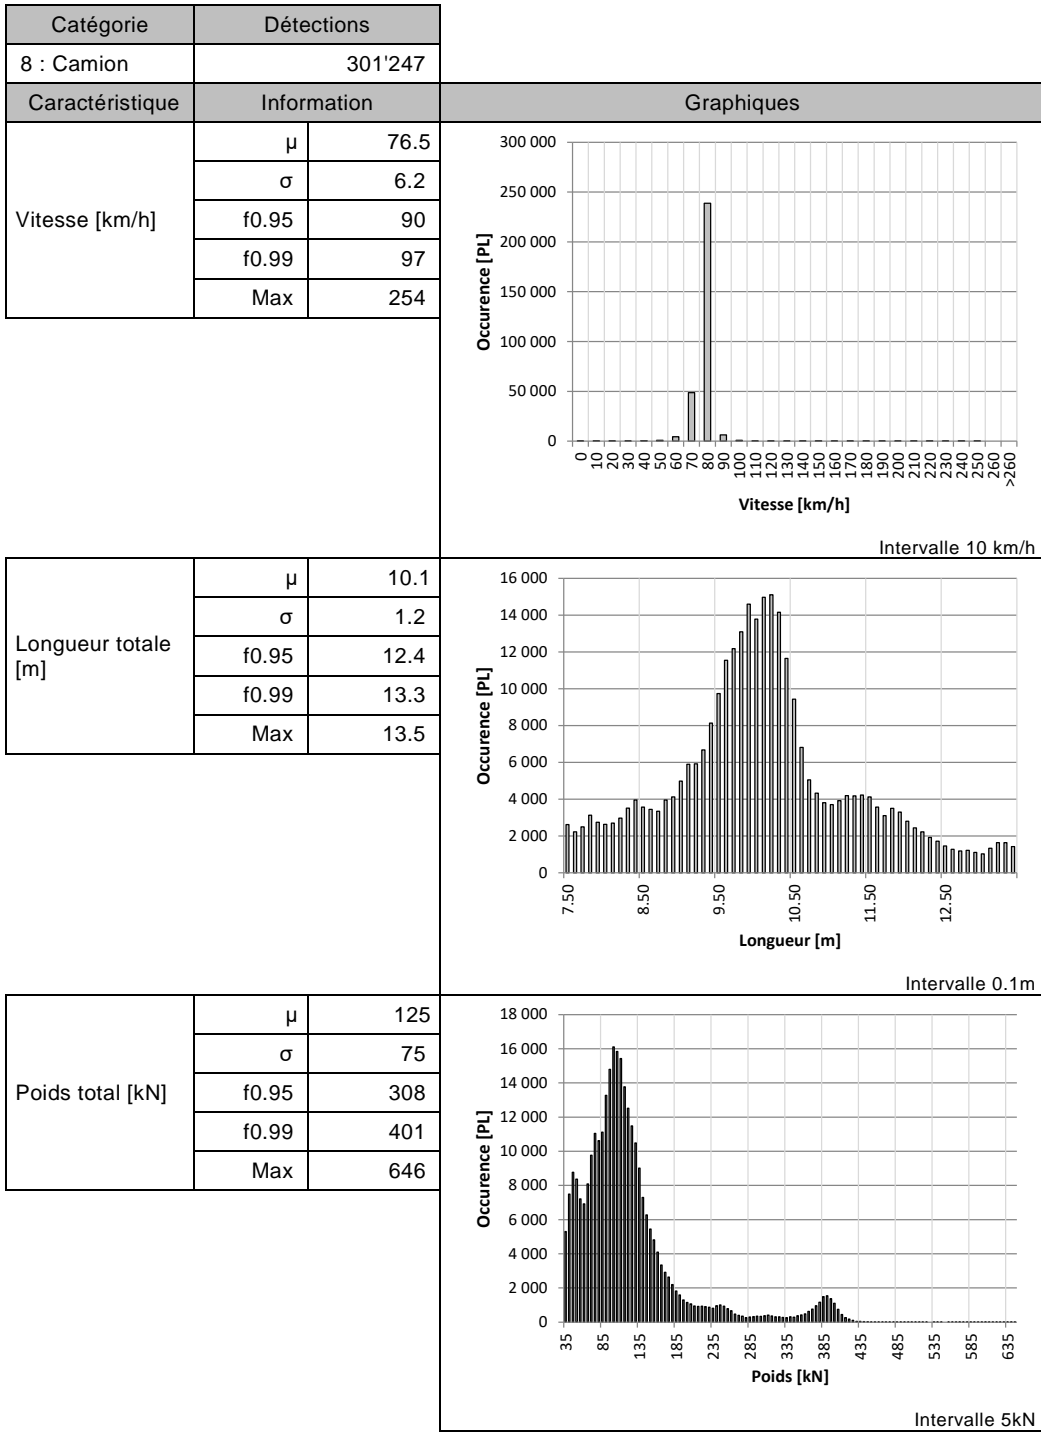 Catégorie Détections
8 : Camion 301'247
Caractéristique Information Graphiques
Vitesse [km/h]
µ 76.5
σ 6.2
f0.95 90
f0.99 97
Max 254
300 000
250 000
200 000
150 000
100 000
50 000
0
Occurence [PL]
0 10 20 30 40 50 60 70 80 90 100 110 120 130 140 150 160 170 180 190 200 210 220 230 240 250 260 >260
Vitesse [km/h]
Intervalle 10 km/h
Longueur totale
[m]
µ 10.1
σ 1.2
f0.95 12.4
f0.99 13.3
Max 13.5
16 000
14 000
12 000
10 000
8 000
6 000
4 000
2 000
0
Occurence [PL]
7.50 8.50 9.50 10.50 11.50 12.50
Longueur [m]
Intervalle 0.1m
Poids total [kN]
µ 125
σ 75
f0.95 308
f0.99 401
Max 646
18 000
16 000
14 000
12 000
10 000
8 000
6 000
4 000
2 000
0
Occurence [PL]
35 85 135 185 235 285 335 385 435 485 535 585 635
Poids [kN]
Intervalle 5kN